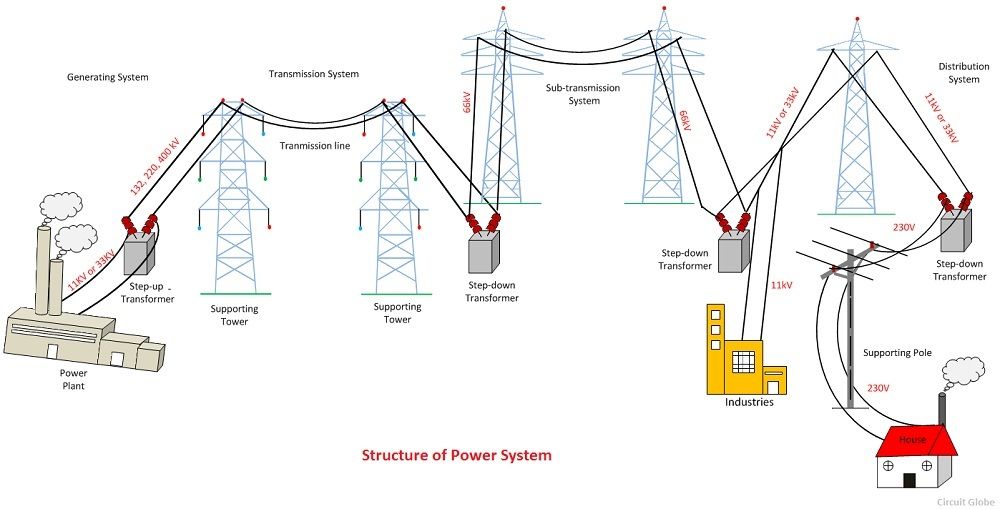 Generating System
Transmission System
Sub-transmission
System
Distribution
System
132, 220, 400 KV
Tranmission line
66kV
66kV
11kV or 33kV
11kV or 33kV
11KV or 33KV
Step-up -
Transformer
Supporting
Tower
Supporting
Tower
Step-down
Transformer
Step-down
Transformer
230V
Step-down
Transformer
11kV
Power
Plant
Industries
Supporting Pole
230V
House
Structure of Power System
Circuit Globe